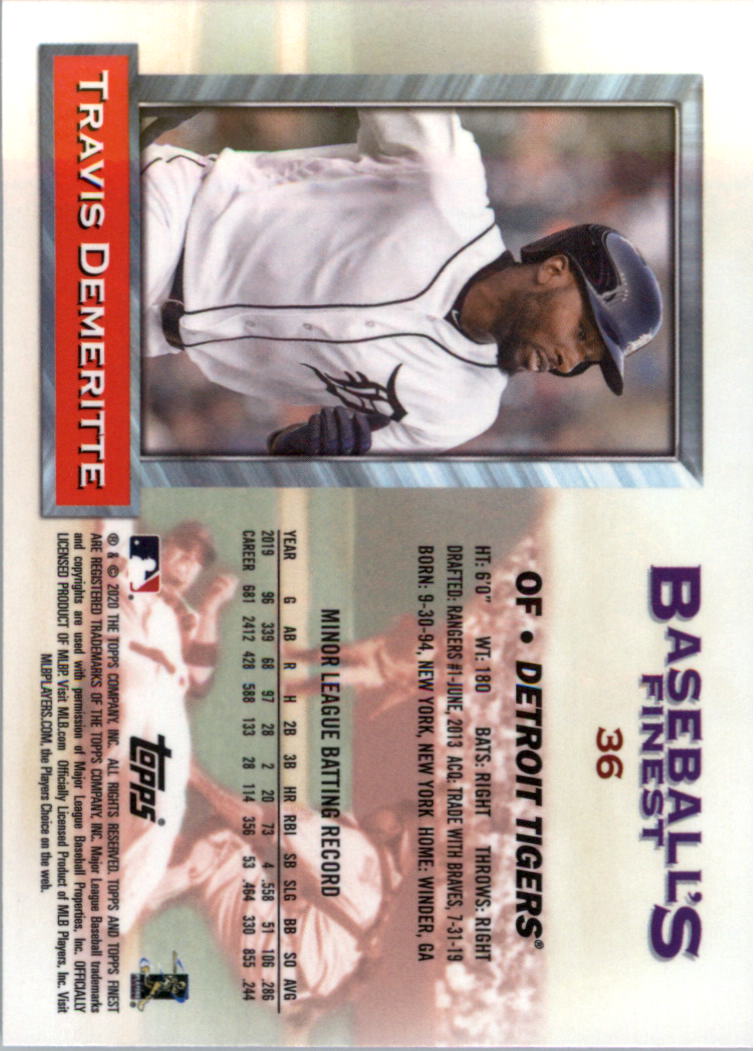 BASEBALL'S
FINEST
36
TRAVIS DEMERITTE
OF • DETROIT TIGERS®
HT: 6'0" WT: 180 BATS: RIGHT THROWS: RIGHT
DRAFTED: RANGERS #1-JUNE, 2013 ACQ: TRADE WITH BRAVES, 7-31-19
BORN: 9-30-94, NEW YORK, NEW YORK HOME: WINDER, GA
MINOR LEAGUE BATTING RECORD
YEAR G AB R H 2B 3B HR RBI SB SLG BB SO AVG
2019 96 339 68 97 28 2 20 73 4 .558 51 106 .286
CAREER 681 2412 428 588 133 28 114 356 53 .464 330 855 .244
topps®
® & © 2020 THE TOPPS COMPANY, INC. ALL RIGHTS RESERVED. TOPPS AND TOPPS FINEST
ARE REGISTERED TRADEMARKS OF THE TOPPS COMPANY, INC. Major League Baseball trademarks
and copyrights are used with permission of Major League Baseball Properties, Inc. OFFICIALLY
LICENSED PRODUCT OF MLBP. Visit MLB.com Officially Licensed Product of MLB Players, Inc. Visit
MLBPLAYERS.COM, the Players Choice on the web.